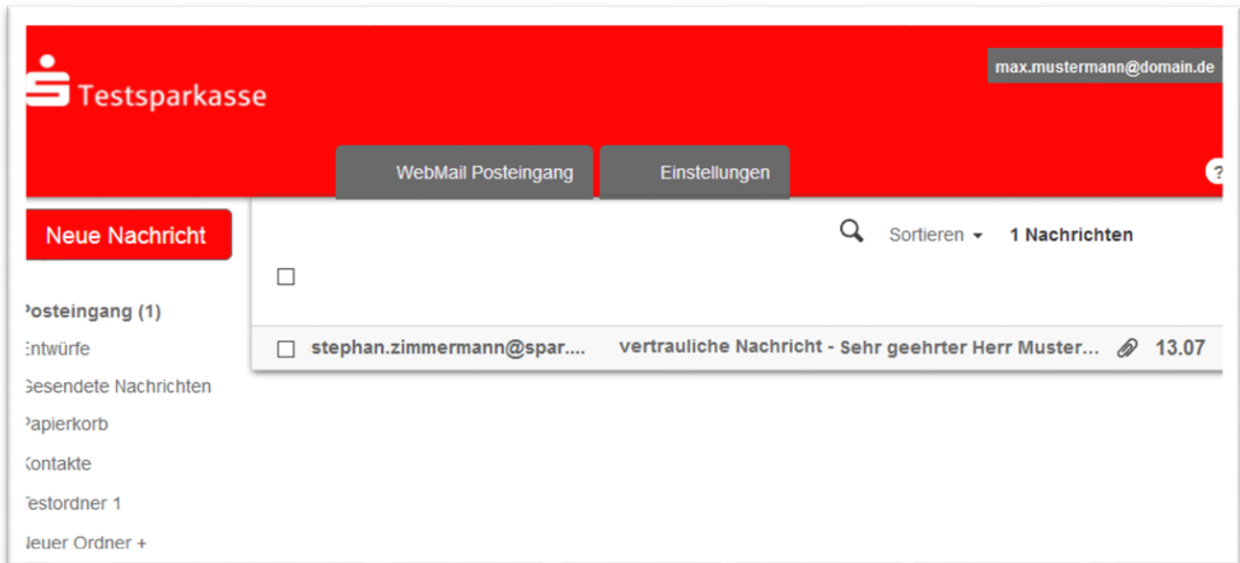 Testsparkasse
max.mustermann@domain.de
WebMail Posteingang
Einstellungen
?
Neue Nachricht
Sortieren
1 Nachrichten
Posteingang (1)
Entwürfe
Gesendete Nachrichten
Papierkorb
Kontakte
Testordner 1
Neuer Ordner +
stephan.zimmermann@spar.... vertrauliche Nachricht - Sehr geehrter Herr Muster... 13.07